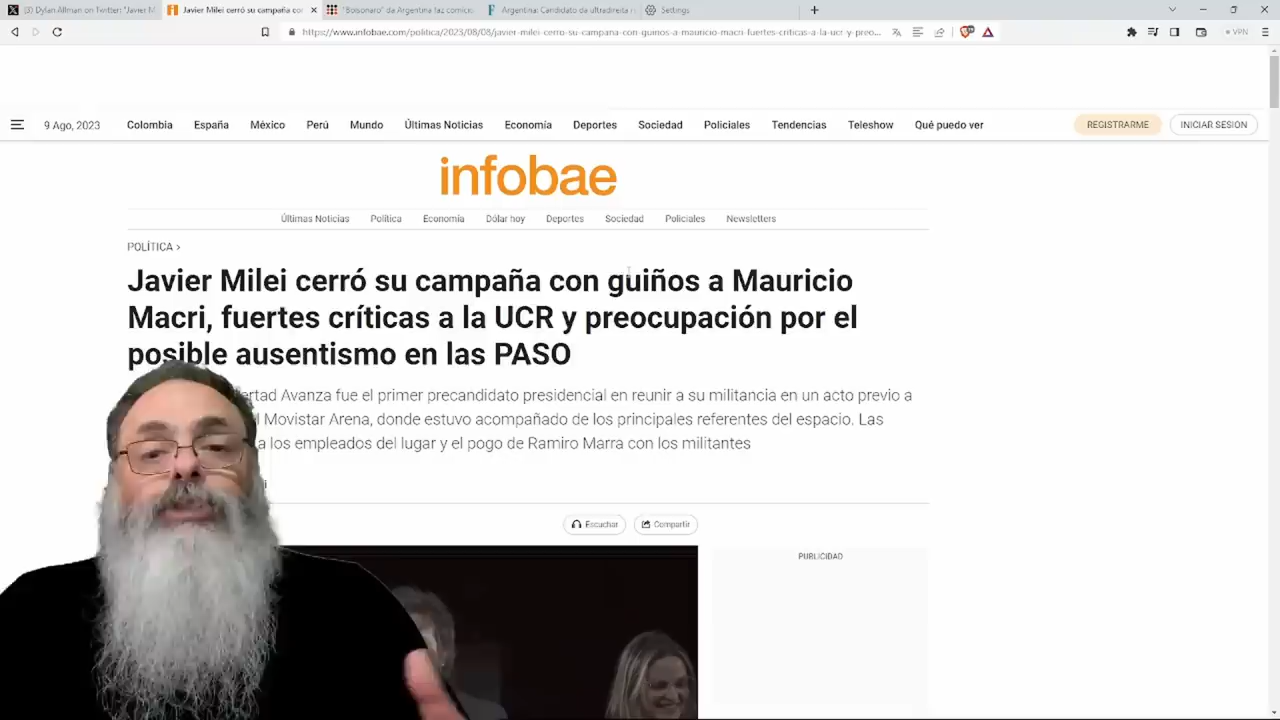 (3) Dylan Allman on Twitter: "Javier M
Javier Milei cerró su campaña co
"Bolsonaro" da Argentina faz comíci
Argentina: Candidato da ultradireita
Settings
https://www.infobae.com/politica/2023/08/08/javier-milei-cerro-su-campana-con-guinos-a-mauricio-macri-fuertes-criticas-a-la-ucr-y-preo...
VPN
9 Ago, 2023
Colombia España México Perú Mundo Últimas Noticias Economía Deportes Sociedad Policiales Tendencias Teleshow Qué puedo ver
REGISTRARME
INICIAR SESION
infobae
Últimas Noticias Política Economía Dólar hoy Deportes Sociedad Policiales Newsletters
POLÍTICA >
Javier Milei cerró su campaña con guiños a Mauricio
Macri, fuertes críticas a la UCR y preocupación por el
posible ausentismo en las PASO
ertad Avanza fue el primer precandidato presidencial en reunir a su militancia en un acto previo a
l Movistar Arena, donde estuvo acompañado de los principales referentes del espacio. Las
a los empleados del lugar y el pogo de Ramiro Marra con los militantes
i
Escuchar
Compartir
PUBLICIDAD